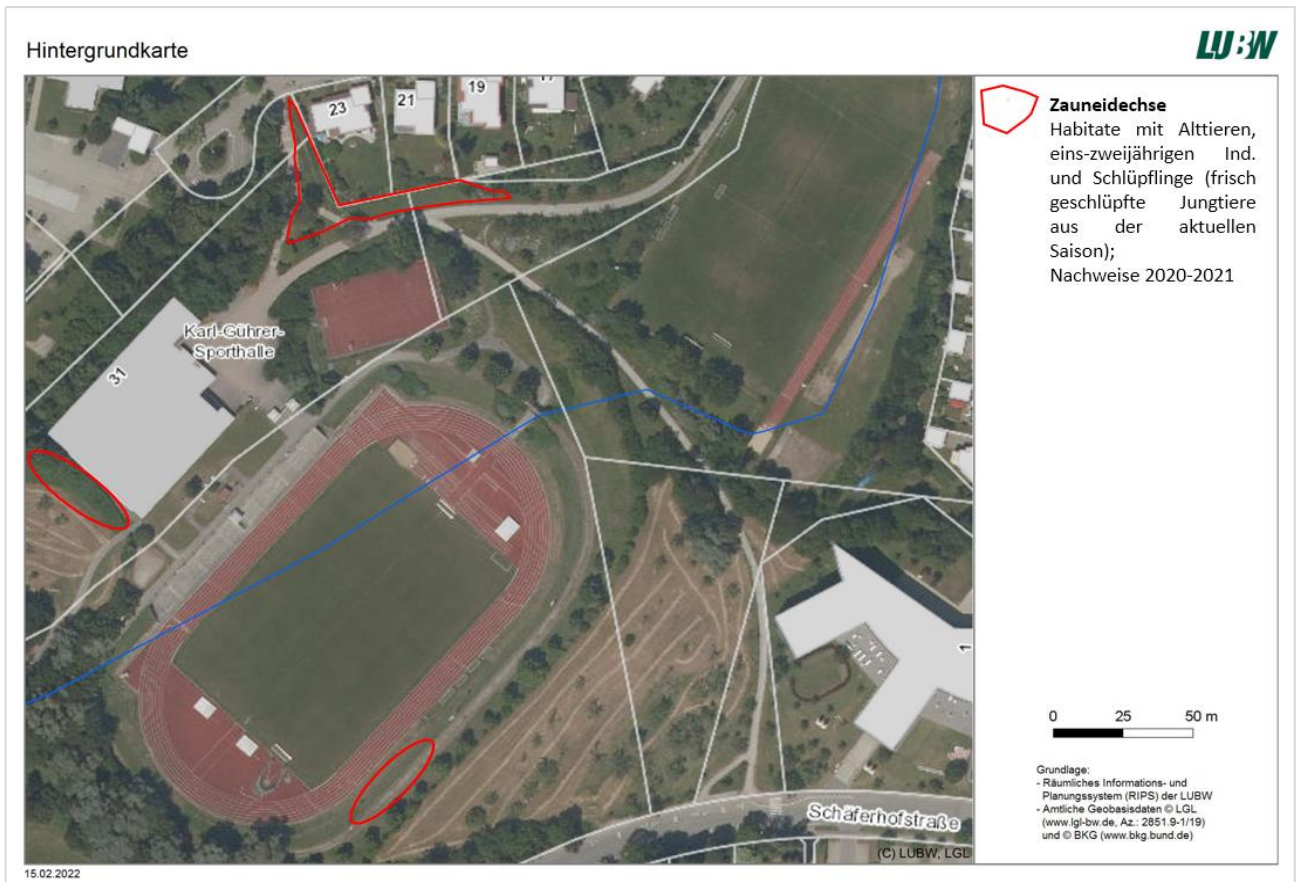 Hintergrundkarte
LUBW
23
21
19
17
Karl-Gührer-
Sporthalle
31
1
Schäferhofstraße
(C) LUBW, LGL
15.02.2022
Zauneidechse
Habitate mit Alttieren,
eins-zweijährigen Ind.
und Schlüpflinge (frisch
geschlüpfte Jungtiere
aus der aktuellen
Saison);
Nachweise 2020-2021
0 25 50 m
Grundlage:
- Räumliches Informations- und
Planungssystem (RIPS) der LUBW
- Amtliche Geobasisdaten © LGL
(www.lgl-bw.de, Az.: 2851.9-1/19)
und © BKG (www.bkg.bund.de)